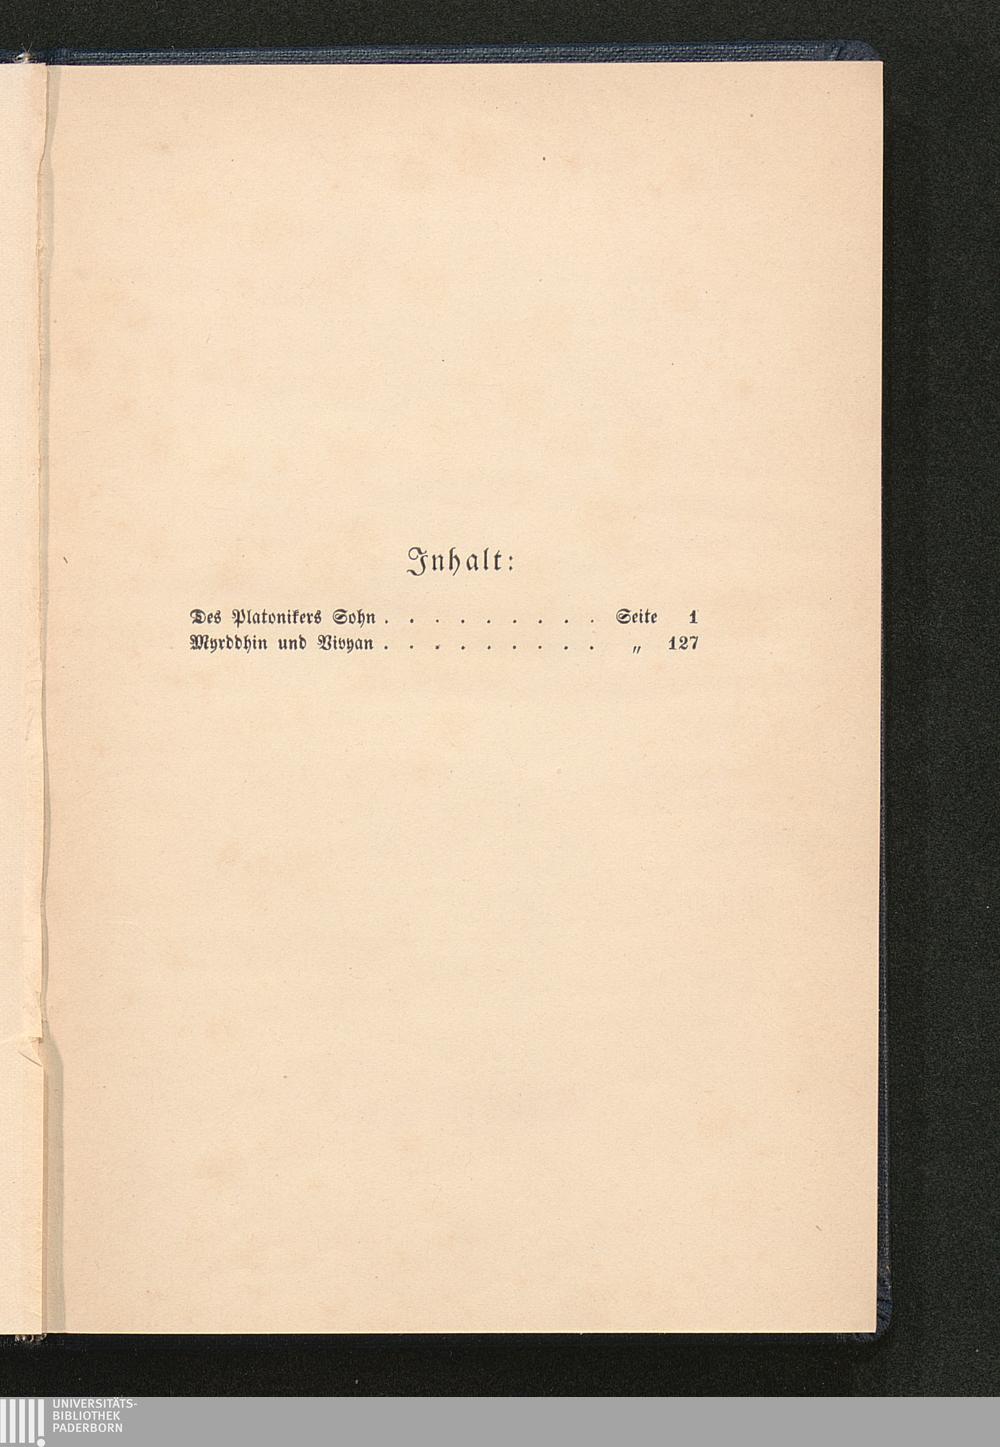 Inhalt:
Des Platonikers Sohn . . . . . . . . . Seite 1
Myrddhin und Vivyan . . . . . . . . . „ 127
UNIVERSITÄTS-
BIBLIOTHEK
PADERBORN